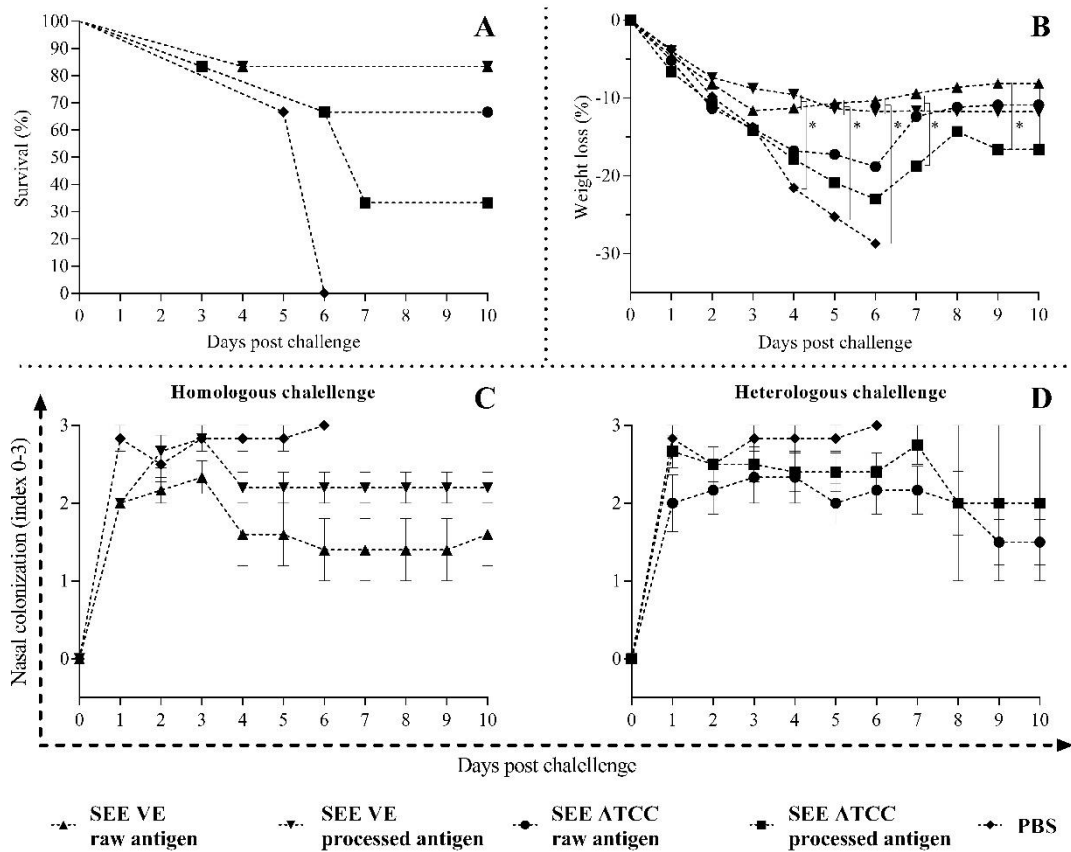 A
Survival (%)
100
90
80
70
60
50
40
30
20
10
0
0 1 2 3 4 5 6 7 8 9 10
Days post challenge
B
Weight loss (%)
0
-10
-20
-30
* * * * *
0 1 2 3 4 5 6 7 8 9 10
Days post challenge
Nasal colonization (index 0-3)
Homologous chalellenge
C
3
2
1
0
0 1 2 3 4 5 6 7 8 9 10
Heterologous chalellenge
D
3
2
1
0
0 1 2 3 4 5 6 7 8 9 10
Days post chalellenge
SEE VE
raw antigen
SEE VE
processed antigen
SEE ATCC
raw antigen
SEE ATCC
processed antigen
PBS